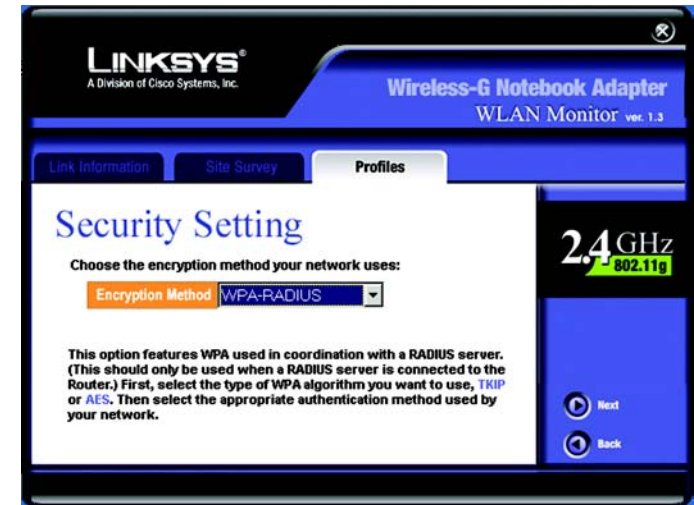 LINKSYS®
A Division of Cisco Systems, Inc.
Wireless-G Notebook Adapter
WLAN Monitor ver. 1.3
Link Information
Site Survey
Profiles
Security Setting
Choose the encryption method your network uses:
Encryption Method WPA-RADIUS
2.4 GHz
802.11g
This option features WPA used in coordination with a RADIUS server.
(This should only be used when a RADIUS server is connected to the
Router.) First, select the type of WPA algorithm you want to use, TKIP
or AES. Then select the appropriate authentication method used by
your network.
Next
Back